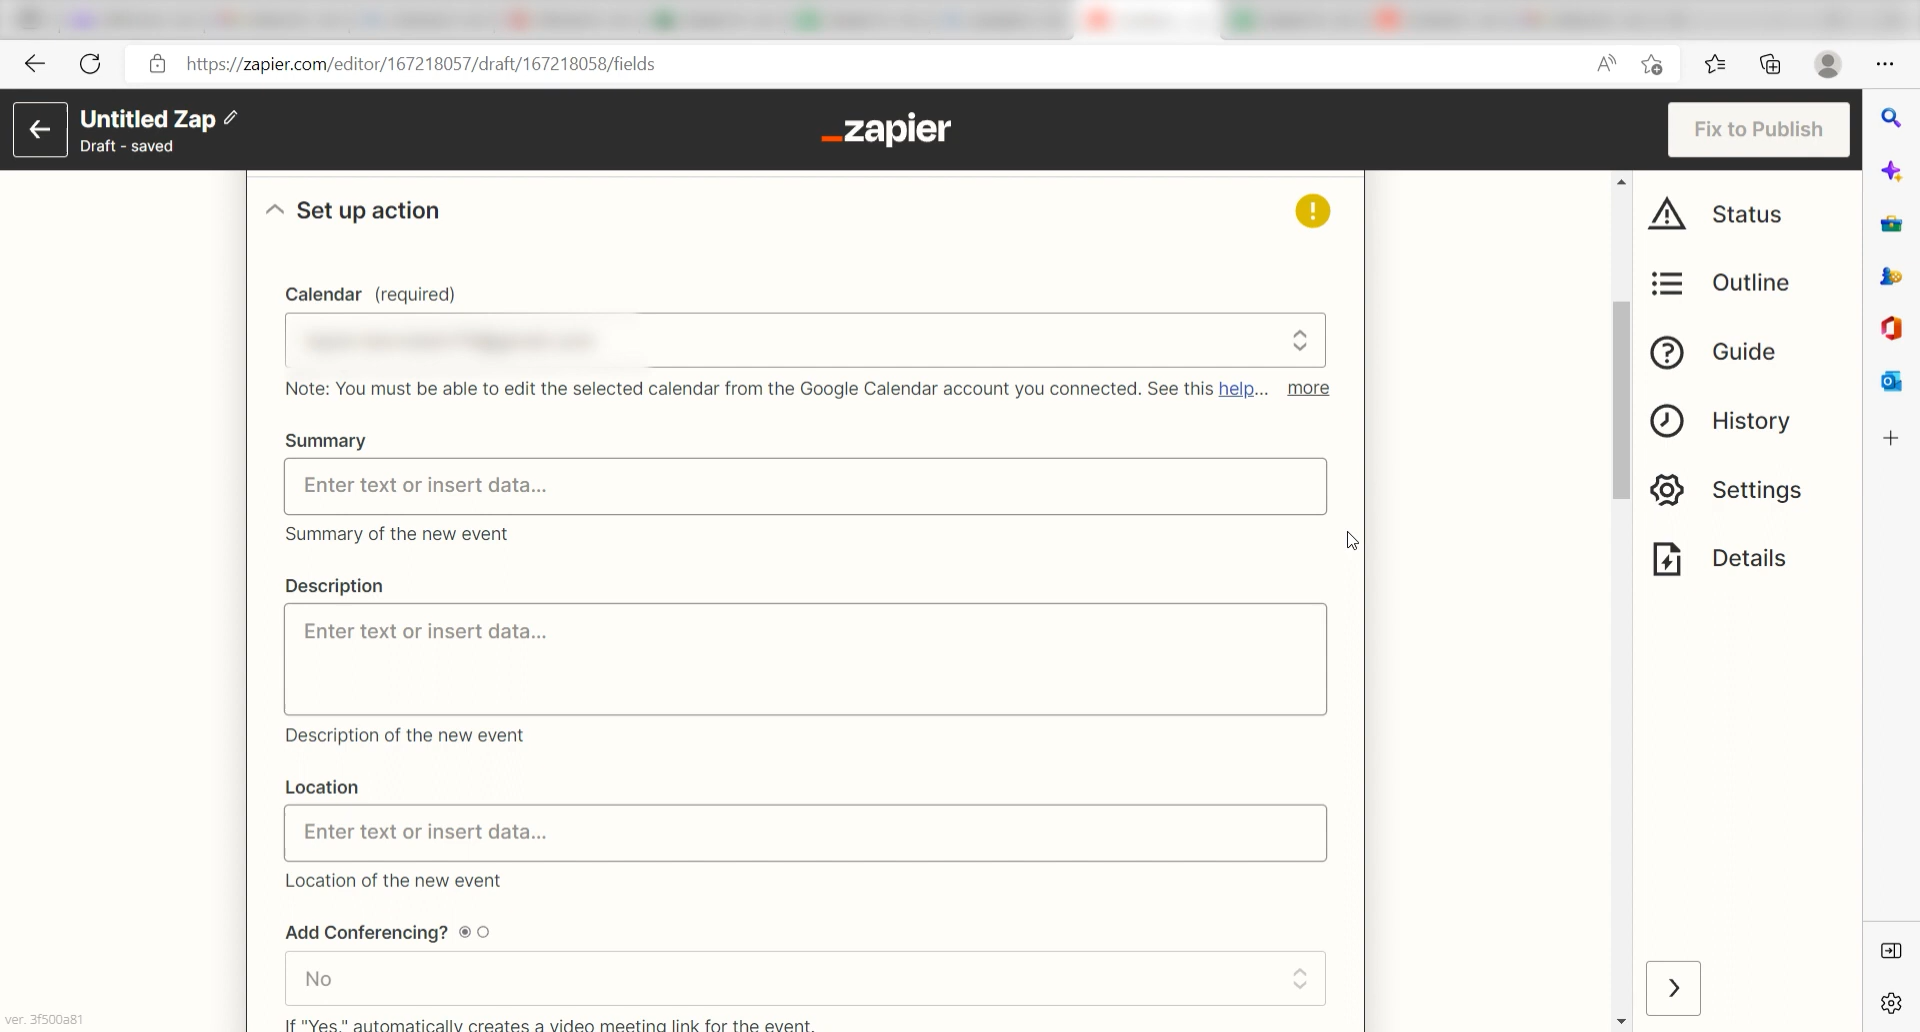 https://zapier.com/editor/167218057/draft/167218058/fields
Untitled Zap
Draft - saved
_zapier
Fix to Publish
Set up action
Calendar (required)
Note: You must be able to edit the selected calendar from the Google Calendar account you connected. See this help... more
Summary
Enter text or insert data...
Summary of the new event
Description
Enter text or insert data...
Description of the new event
Location
Enter text or insert data...
Location of the new event
Add Conferencing?
No
If "Yes," automatically creates a video meeting link for the event.
Status
Outline
Guide
History
Settings
Details
ver. 3f500a81